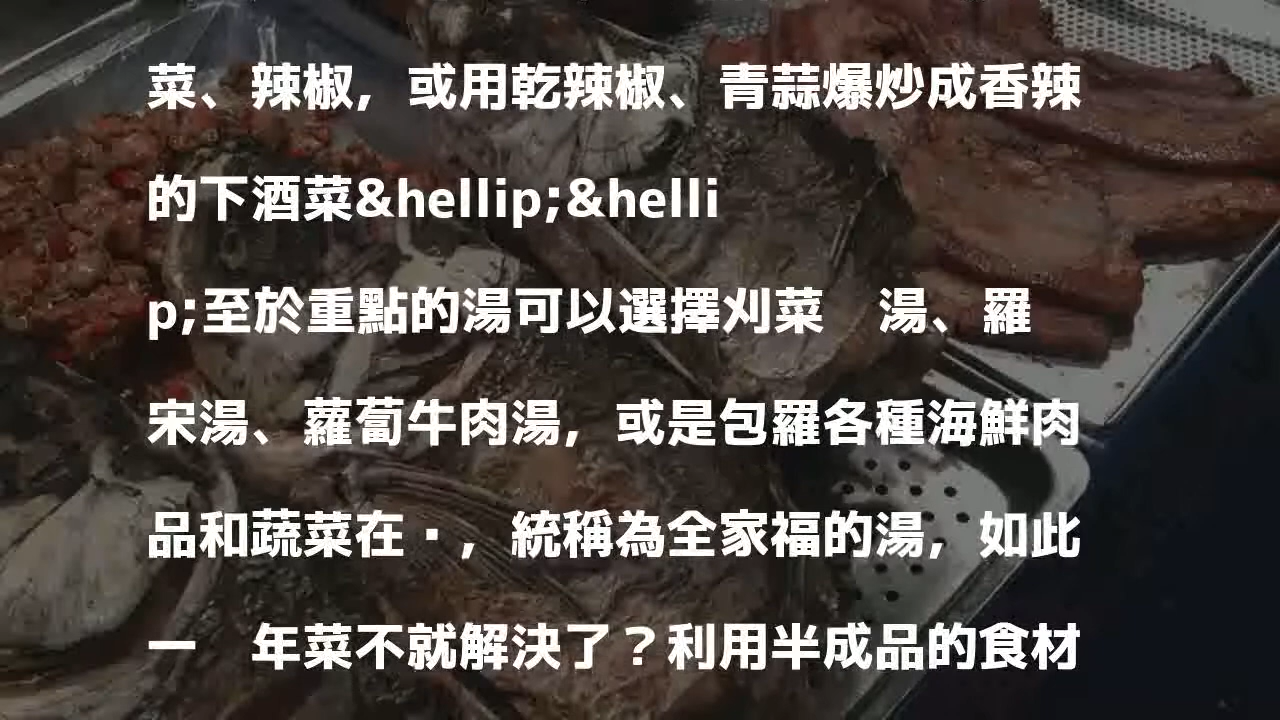 菜、辣椒，或用乾辣椒、青蒜爆炒成香辣
的下酒菜&hellip;&helli
p;至於重點的湯可以選擇刈菜　湯、羅
宋湯、蘿蔔牛肉湯，或是包羅各種海鮮肉
品和蔬菜在▪，統稱為全家福的湯，如此
一　年菜不就解決了？利用半成品的食材